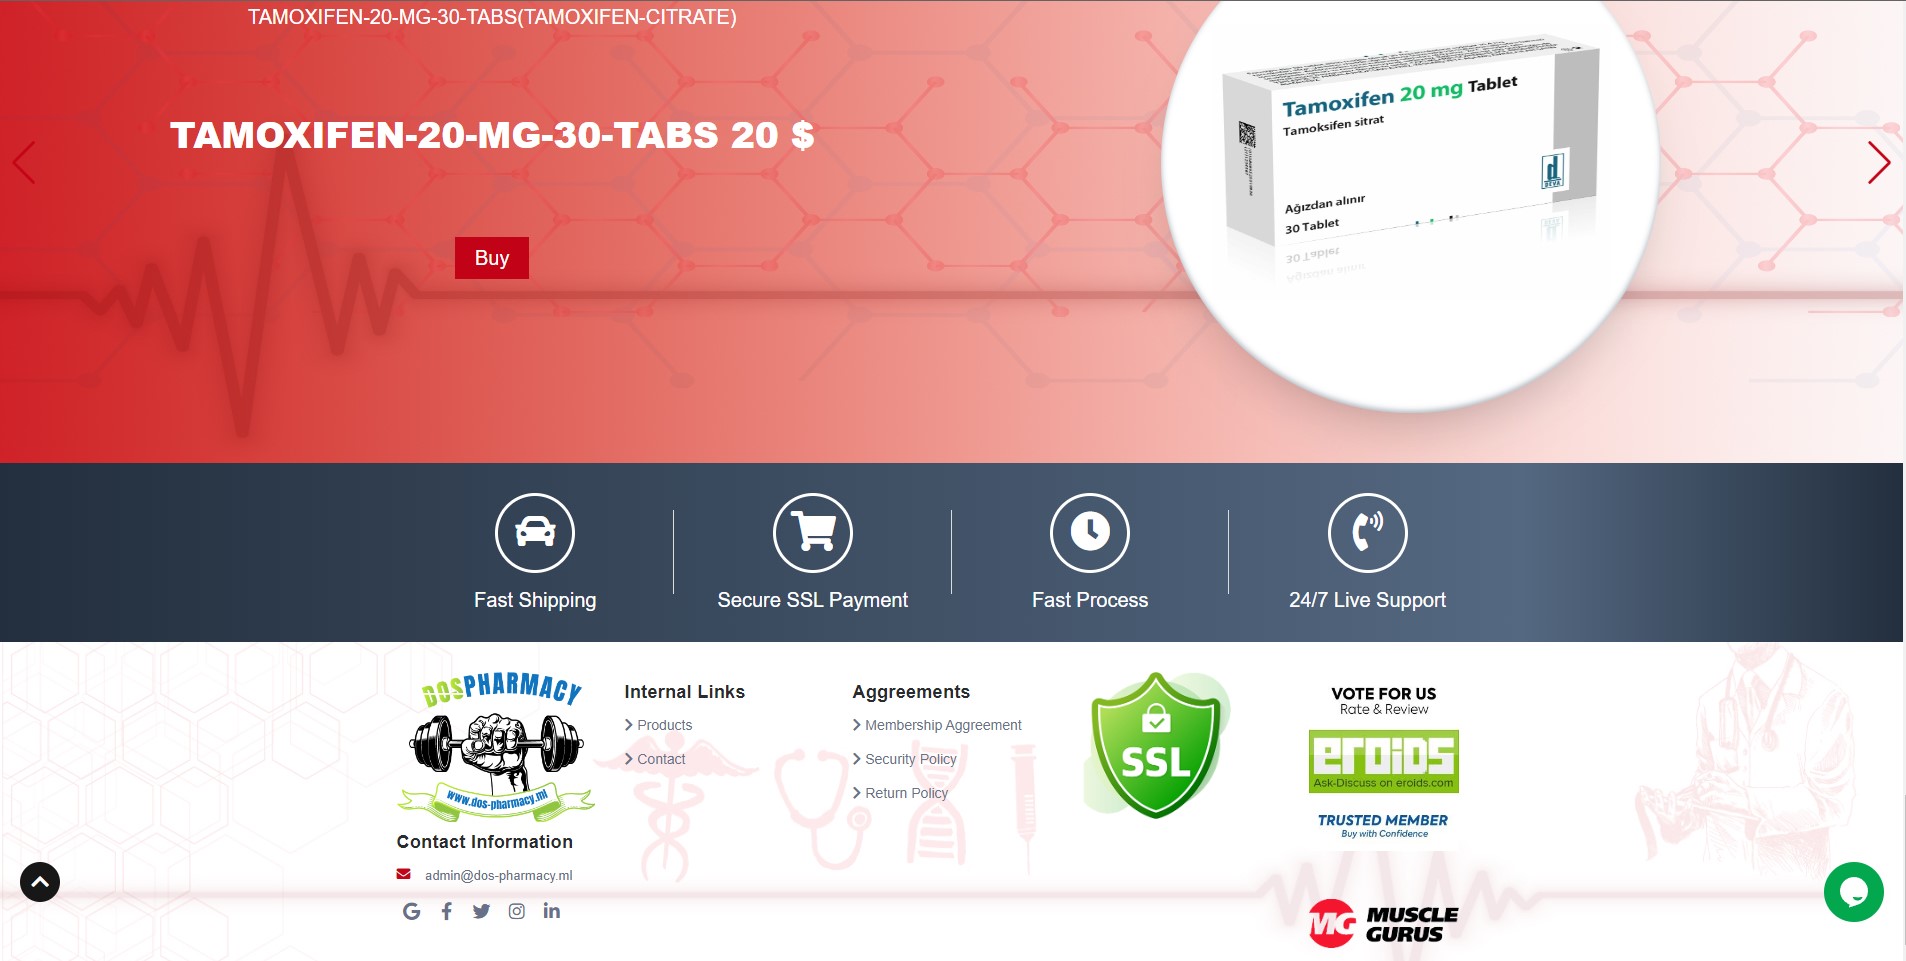 TAMOXIFEN-20-MG-30-TABS(TAMOXIFEN-CITRATE)
TAMOXIFEN-20-MG-30-TABS 20 $
Buy
Tamoxifen 20 mg Tablet
Tamoksifen sitrat
Ağızdan alınır
30 Tablet
d
DEVA
Fast Shipping
Secure SSL Payment
Fast Process
24/7 Live Support
DOSPHARMACY
www.dos-pharmacy.ml
Contact Information
admin@dos-pharmacy.ml
Internal Links
Products
Contact
Aggreements
Membership Aggreement
Security Policy
Return Policy
SSL
VOTE FOR US
Rate & Review
eroids
Ask-Discuss on eroids.com
TRUSTED MEMBER
Buy with Confidence
MG MUSCLE
GURUS